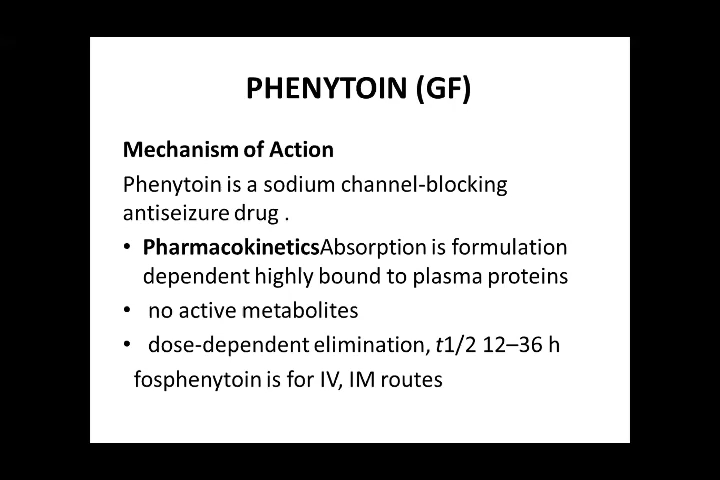 PHENYTOIN (GF)
Mechanism of Action
Phenytoin is a sodium channel-blocking
antiseizure drug .
• PharmacokineticsAbsorption is formulation
dependent highly bound to plasma proteins
• no active metabolites
• dose-dependent elimination, t1/2 12–36 h
fosphenytoin is for IV, IM routes